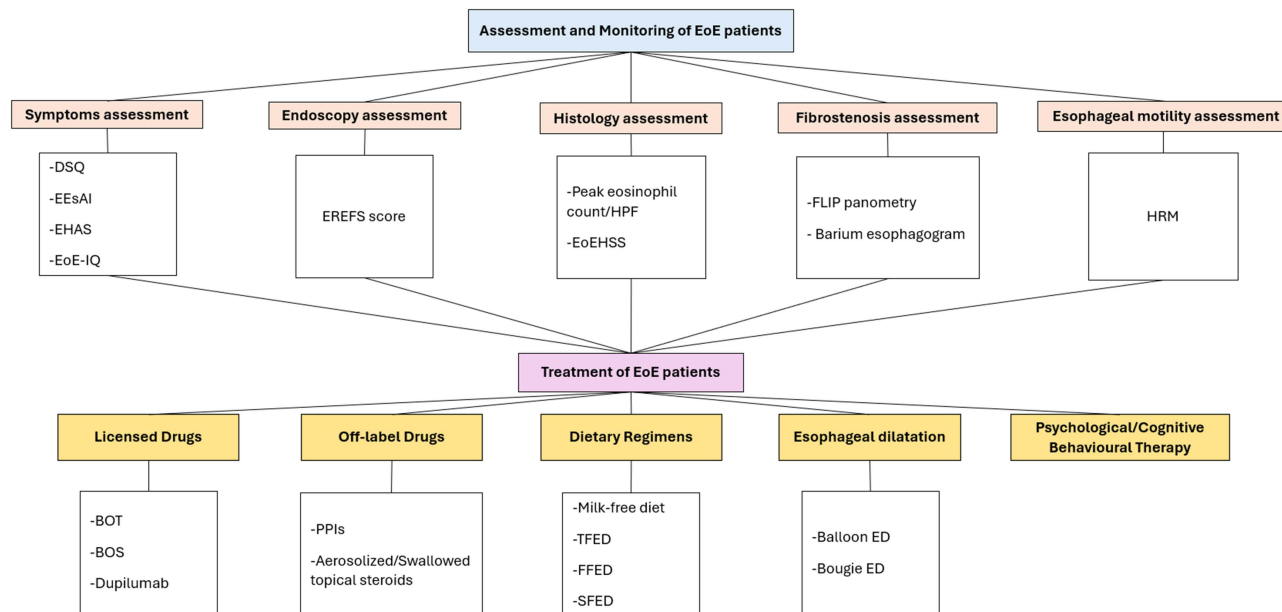 Assessment and Monitoring of EoE patients
Symptoms assessment
Endoscopy assessment
Histology assessment
Fibrostenosis assessment
Esophageal motility assessment
-DSQ
-EEsAI
-EHAS
-EoE-IQ
EREFS score
-Peak eosinophil
count/HPF
-EoEHSS
-FLIP panometry
- Barium esophagogram
HRM
Treatment of EoE patients
Licensed Drugs
Off-label Drugs
Dietary Regimens
Esophageal dilatation
Psychological/Cognitive
Behavioural Therapy
-BOT
-BOS
-Dupilumab
-PPIs
-Aerosolized/Swallowed
topical steroids
-Milk-free diet
-TFED
-FFED
-SFED
-Balloon ED
-Bougie ED